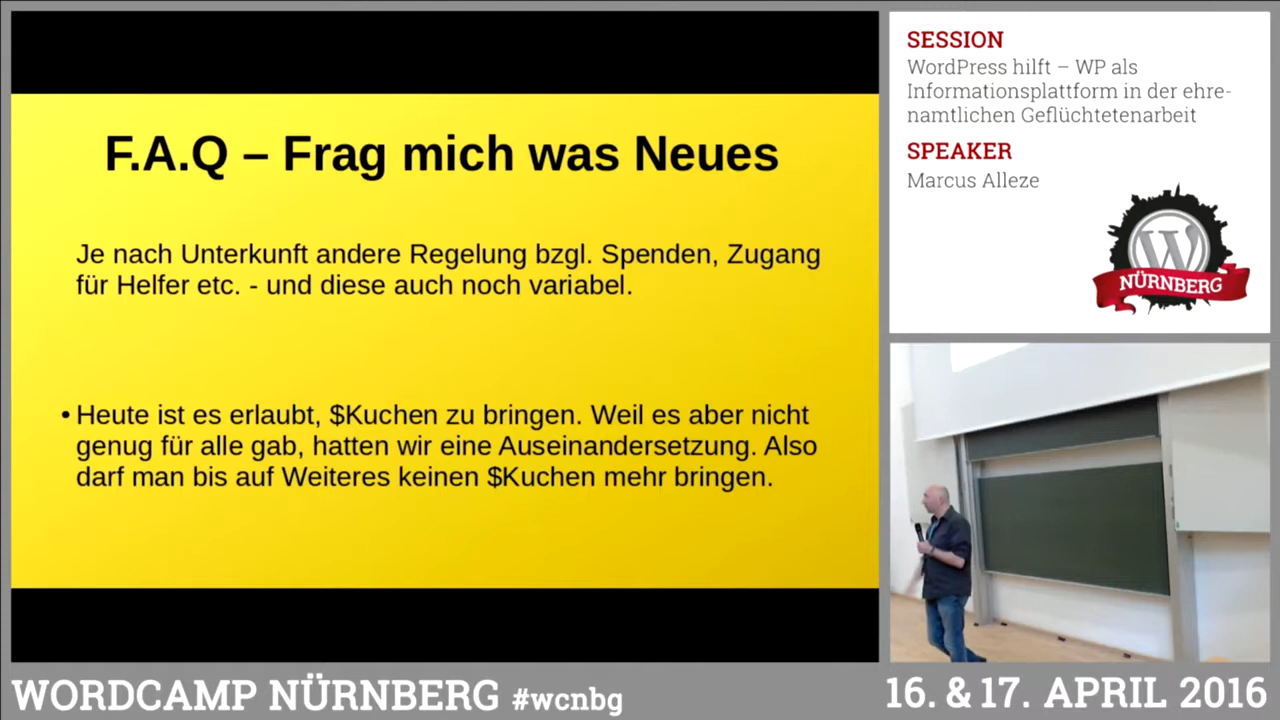 F.A.Q – Frag mich was Neues
Je nach Unterkunft andere Regelung bzgl. Spenden, Zugang
für Helfer etc. - und diese auch noch variabel.
• Heute ist es erlaubt, $Kuchen zu bringen. Weil es aber nicht
genug für alle gab, hatten wir eine Auseinandersetzung. Also
darf man bis auf Weiteres keinen $Kuchen mehr bringen.
SESSION
WordPress hilft – WP als
Informationsplattform in der ehre-
namtlichen Geflüchtetenarbeit
SPEAKER
Marcus Alleze
W
NÜRNBERG
WORDCAMP NÜRNBERG #wcnbg
16. & 17. APRIL 2016